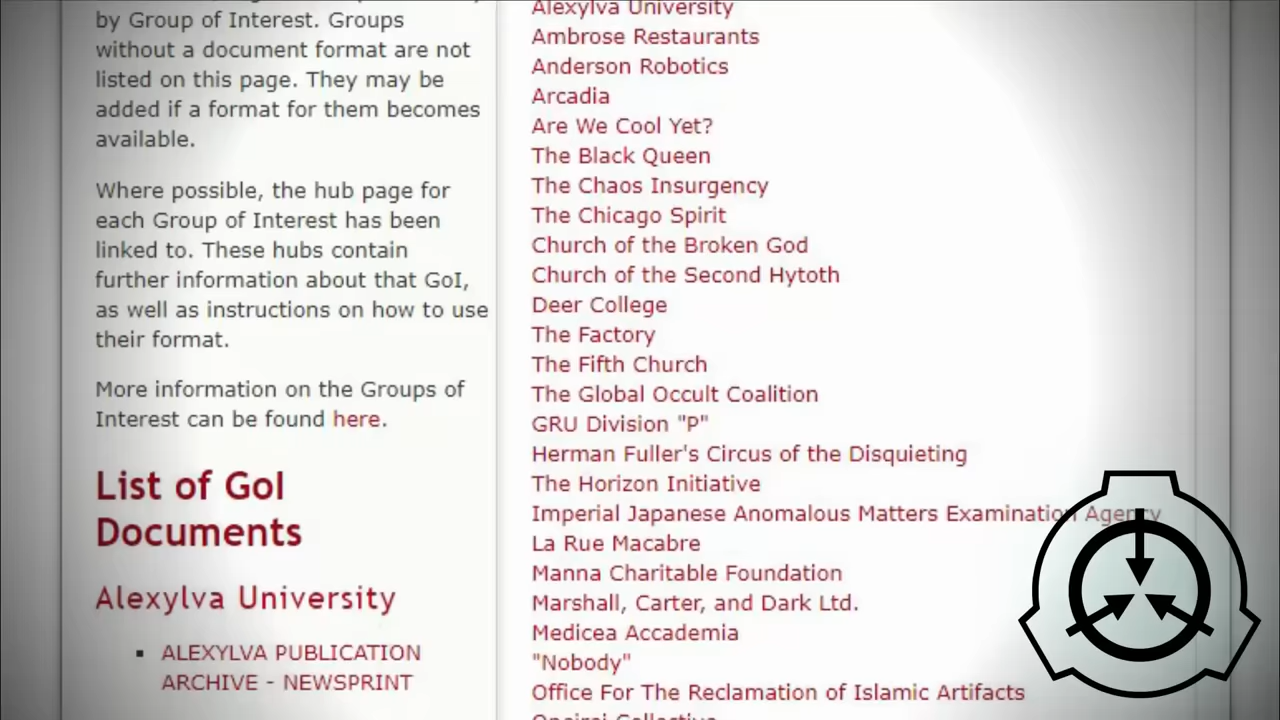 by Group of Interest. Groups
without a document format are not
listed on this page. They may be
added if a format for them becomes
available.
Where possible, the hub page for
each Group of Interest has been
linked to. These hubs contain
further information about that GoI,
as well as instructions on how to use
their format.
More information on the Groups of
Interest can be found here.
List of GoI
Documents
Alexylva University
ALEXYLVA PUBLICATION
ARCHIVE - NEWSPRINT
Alexylva University
Ambrose Restaurants
Anderson Robotics
Arcadia
Are We Cool Yet?
The Black Queen
The Chaos Insurgency
The Chicago Spirit
Church of the Broken God
Church of the Second Hytoth
Deer College
The Factory
The Fifth Church
The Global Occult Coalition
GRU Division "P"
Herman Fuller's Circus of the Disquieting
The Horizon Initiative
Imperial Japanese Anomalous Matters Examination Agency
La Rue Macabre
Manna Charitable Foundation
Marshall, Carter, and Dark Ltd.
Medicea Accademia
"Nobody"
Office For The Reclamation of Islamic Artifacts